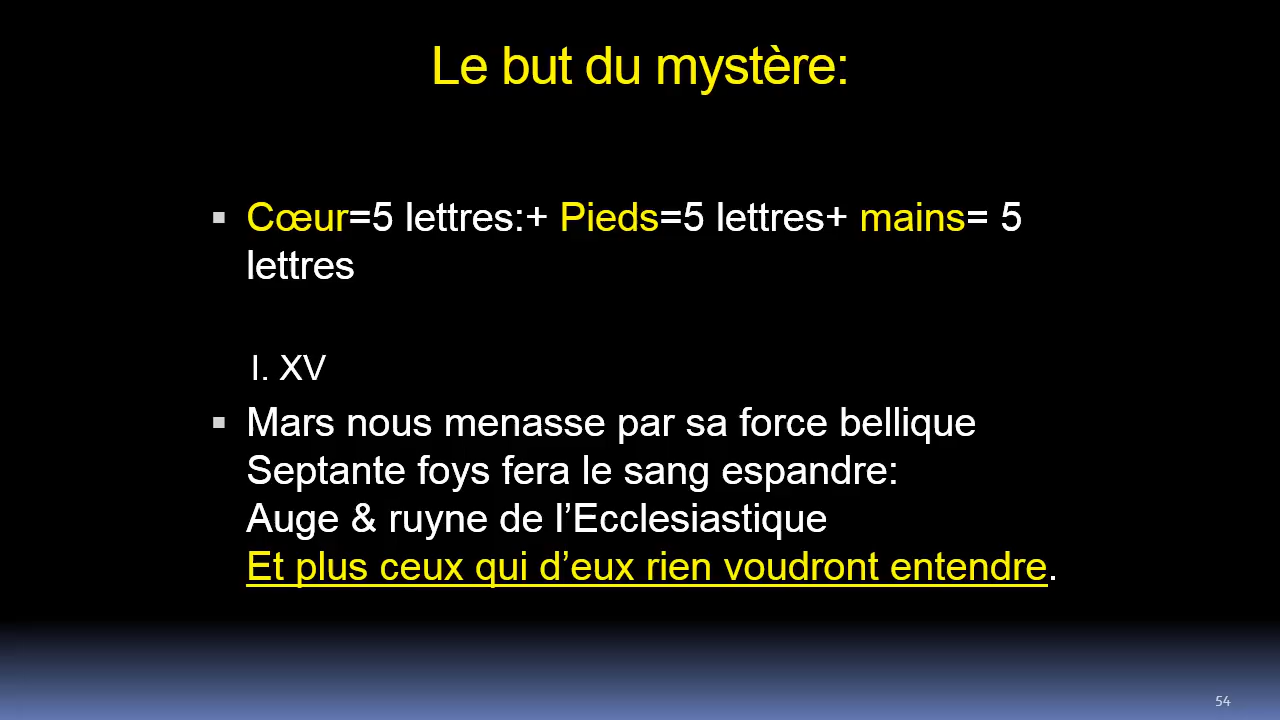 Le but du mystère:
▪ Cœur=5 lettres:+ Pieds=5 lettres+ mains= 5
lettres
I. XV
▪ Mars nous menasse par sa force bellique
Septante foys fera le sang espandre:
Auge & ruyne de l’Ecclesiastique
Et plus ceux qui d’eux rien voudront entendre.
54